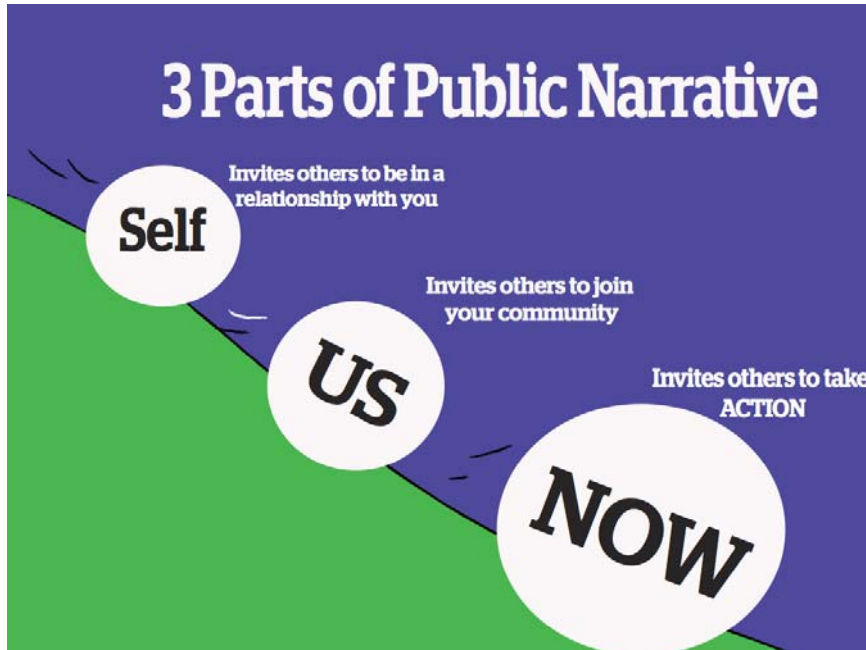 3 Parts of Public Narrative
Self
Invites others to be in a
relationship with you
US
Invites others to join
your community
NOW
Invites others to take
ACTION